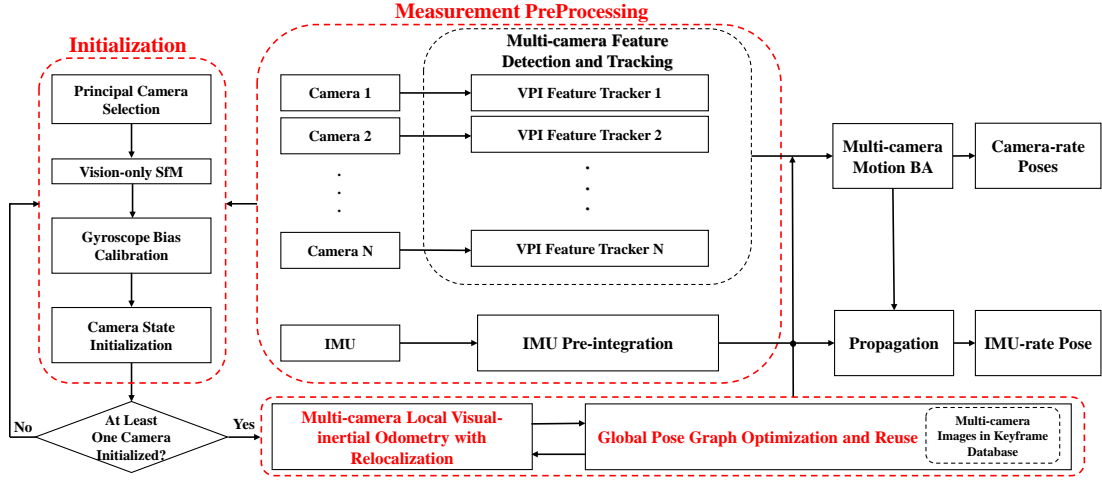 Measurement PreProcessing
Initialization
Principal Camera
Selection
Vision-only SfM
Gyroscope Bias
Calibration
Camera State
Initialization
At Least
One Camera
Initialized?
No
Yes
Multi-camera Feature
Detection and Tracking
Camera 1
VPI Feature Tracker 1
Camera 2
VPI Feature Tracker 2
Camera N
VPI Feature Tracker N
IMU
IMU Pre-integration
Multi-camera
Motion BA
Camera-rate
Poses
Propagation
IMU-rate Pose
Multi-camera Local Visual-
inertial Odometry with
Relocalization
Global Pose Graph Optimization and Reuse
Multi-camera
Images in Keyframe
Database